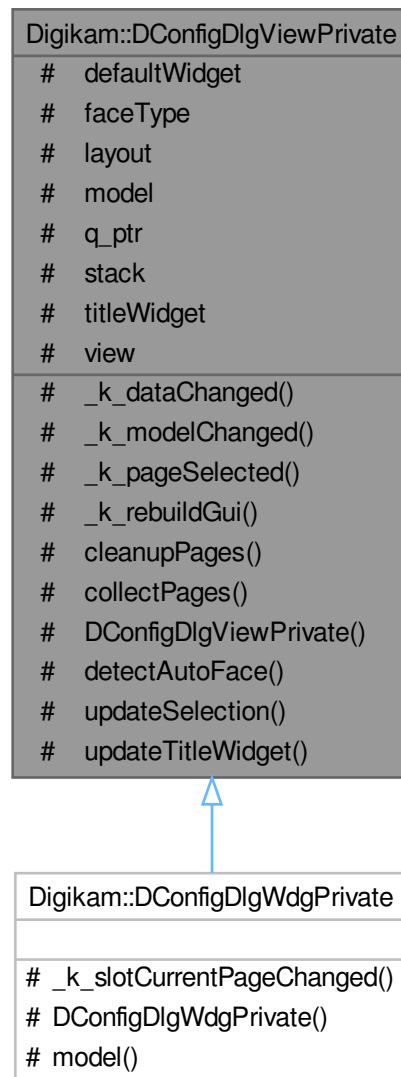 Digikam::DConfigDlgViewPrivate
# defaultWidget
# faceType
# layout
# model
# q_ptr
# stack
# titleWidget
# view
# _k_dataChanged()
# _k_modelChanged()
# _k_pageSelected()
# _k_rebuildGui()
# cleanupPages()
# collectPages()
# DConfigDlgViewPrivate()
# detectAutoFace()
# updateSelection()
# updateTitleWidget()
Digikam::DConfigDlgWdgPrivate
# _k_slotCurrentPageChanged()
# DConfigDlgWdgPrivate()
# model()